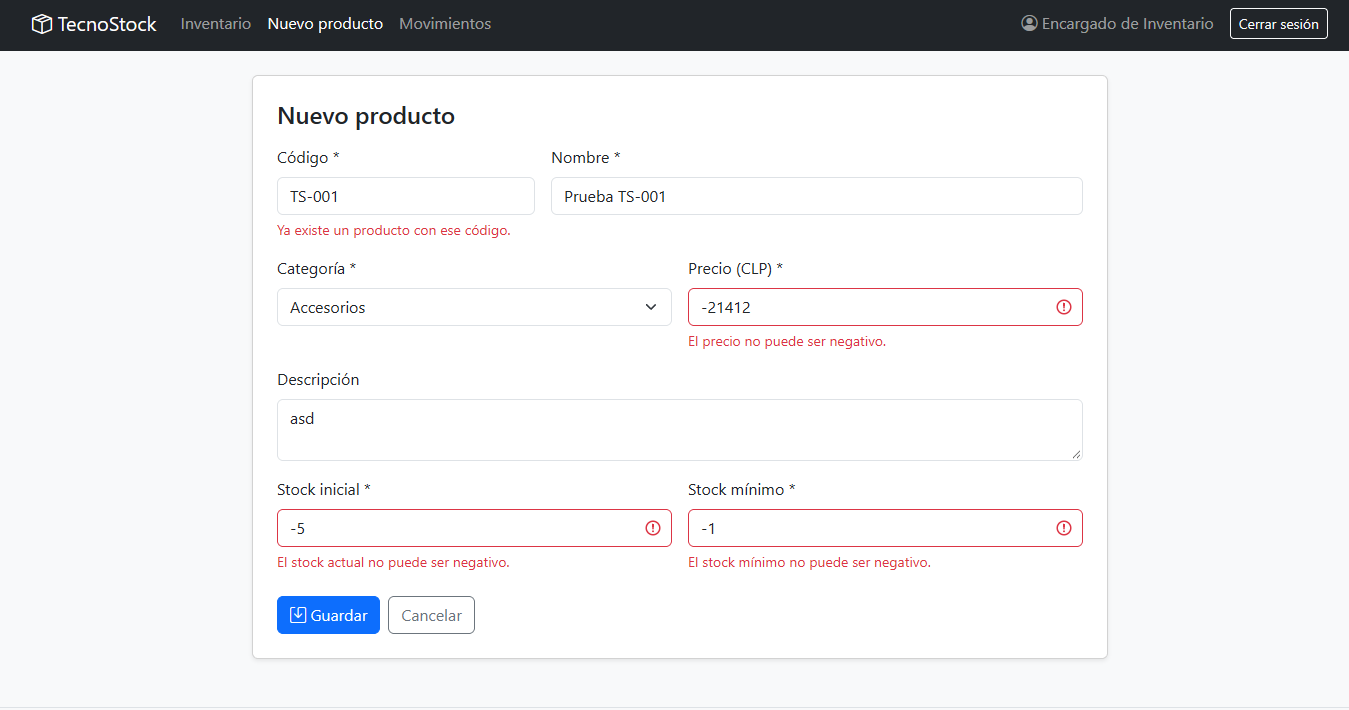 TecnoStock Inventario Nuevo producto Movimientos Encargado de Inventario Cerrar sesión
Nuevo producto
Código * Nombre *
TS-001 Prueba TS-001
Ya existe un producto con ese código.
Categoría * Precio (CLP) *
Accesorios -21412
El precio no puede ser negativo.
Descripción
asd
Stock inicial * Stock mínimo *
-5 -1
El stock actual no puede ser negativo. El stock mínimo no puede ser negativo.
Guardar Cancelar